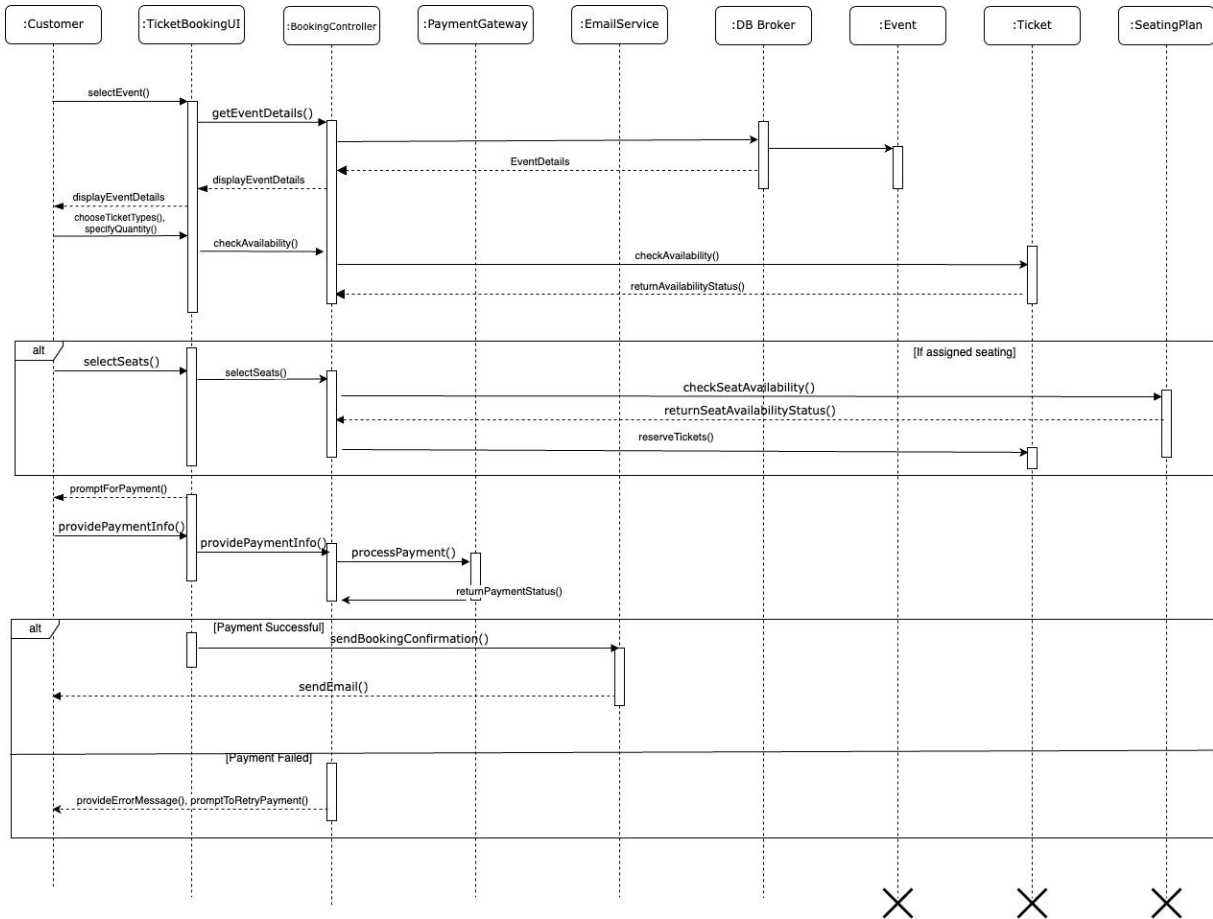 :Customer
:TicketBookingUI
:BookingController
:PaymentGateway
:EmailService
:DB Broker
:Event
:Ticket
:SeatingPlan
selectEvent()
getEventDetails()
EventDetails
displayEventDetails
displayEventDetails
chooseTicketTypes(),
specifyQuantity()
checkAvailability()
checkAvailability()
returnAvailabilityStatus()
alt
[If assigned seating]
selectSeats()
selectSeats()
checkSeatAvailability()
returnSeatAvailabilityStatus()
reserveTickets()
promptForPayment()
providePaymentInfo()
providePaymentInfo()
processPayment()
returnPaymentStatus()
alt
[Payment Successful]
sendBookingConfirmation()
sendEmail()
[Payment Failed]
provideErrorMessage(), promptToRetryPayment()